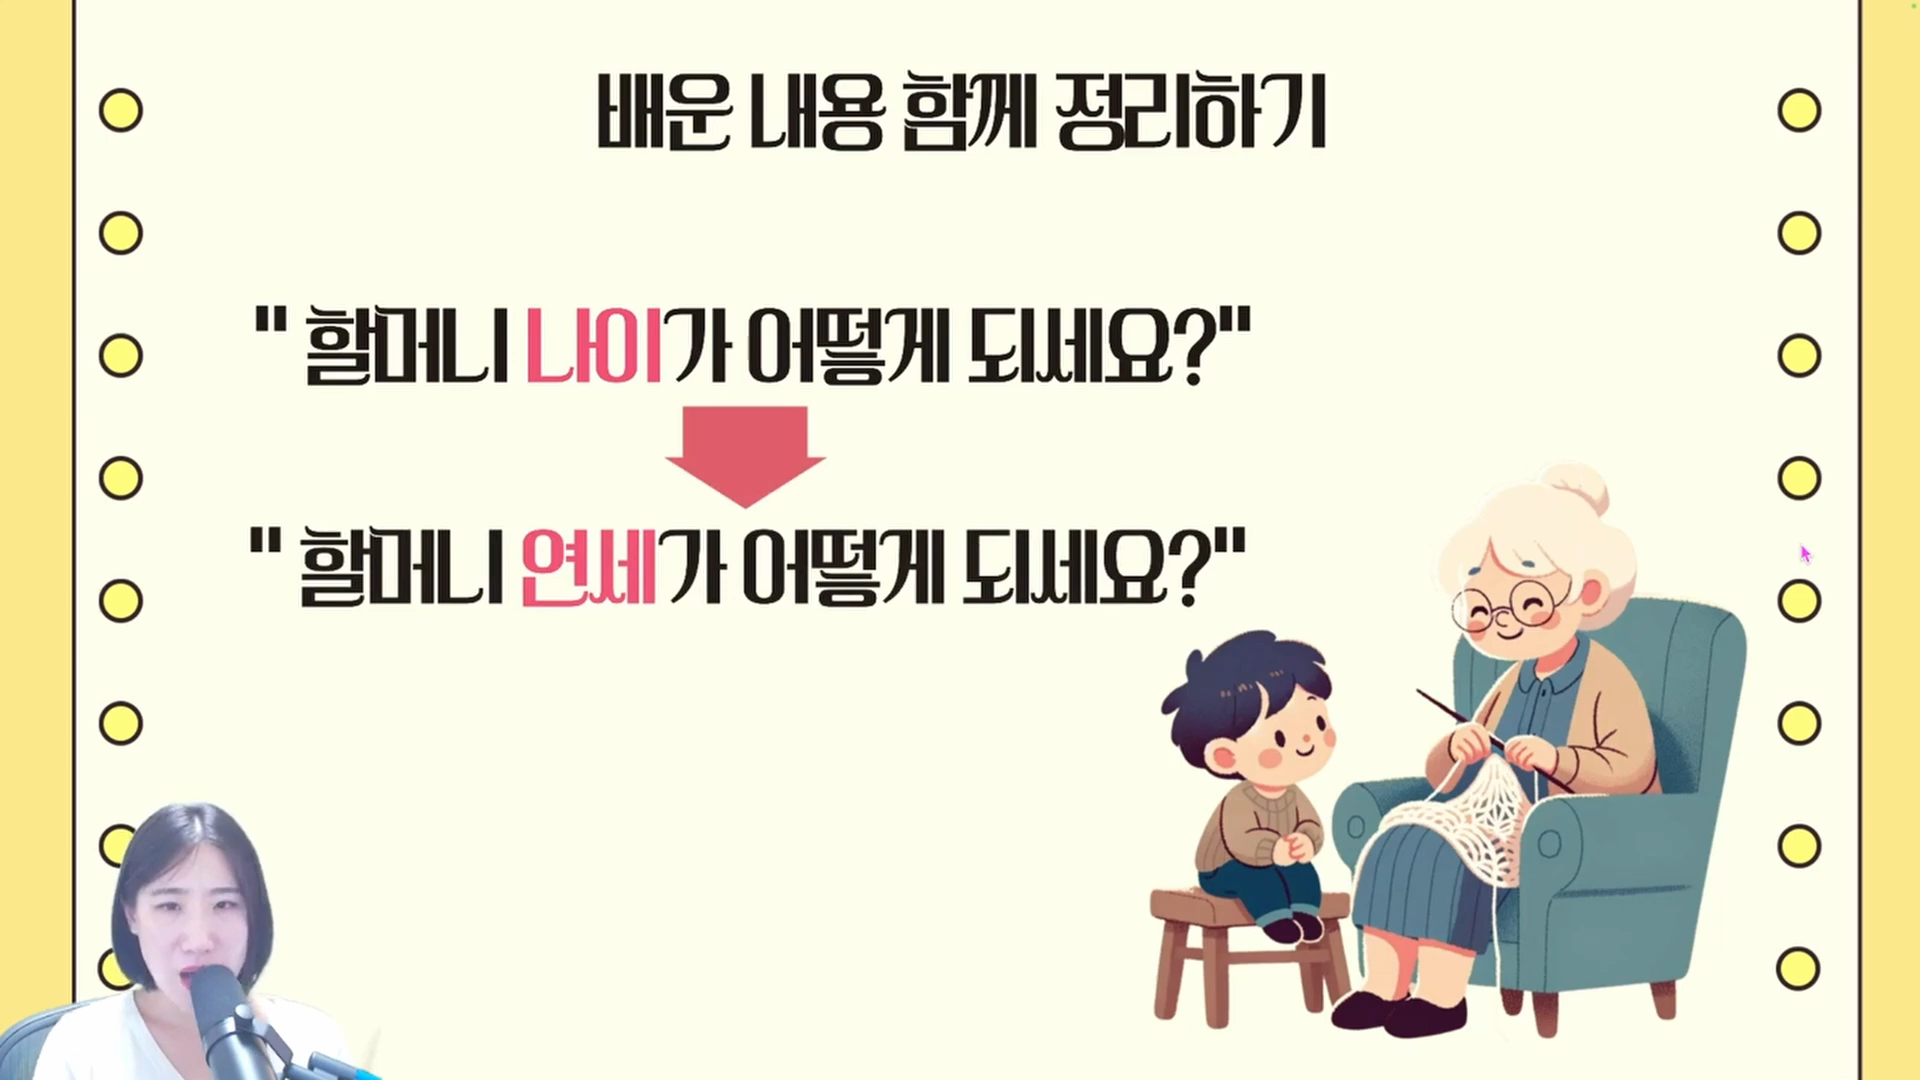 배운 내용 함께 정리하기
" 할머니 나이가 어떻게 되세요?"
" 할머니 연세가 어떻게 되세요?"